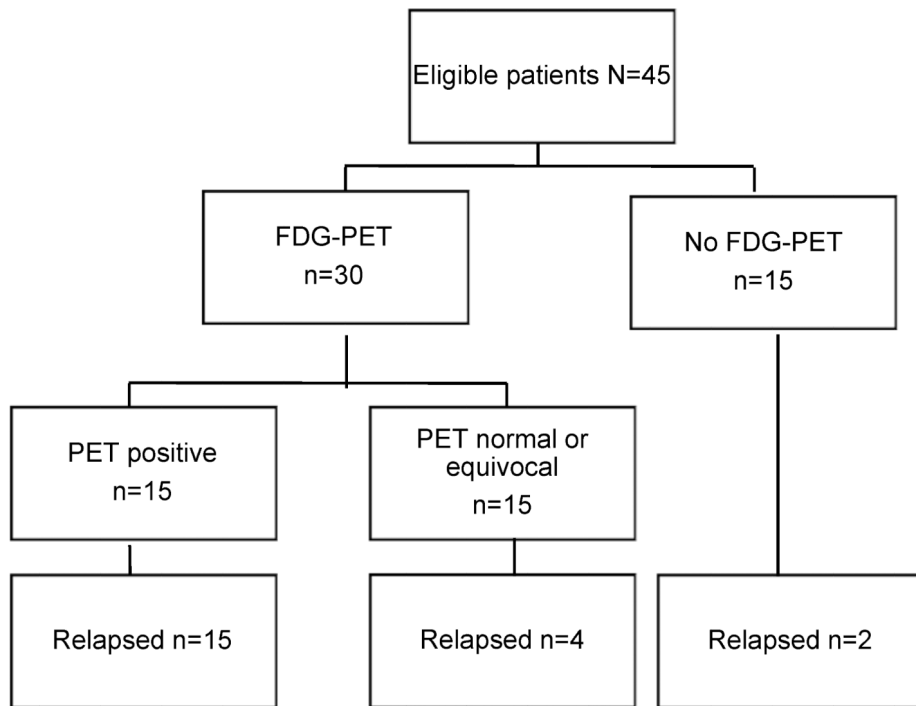 Eligible patients N=45
FDG-PET
n=30
No FDG-PET
n=15
PET positive
n=15
PET normal or
equivocal
n=15
Relapsed n=15
Relapsed n=4
Relapsed n=2